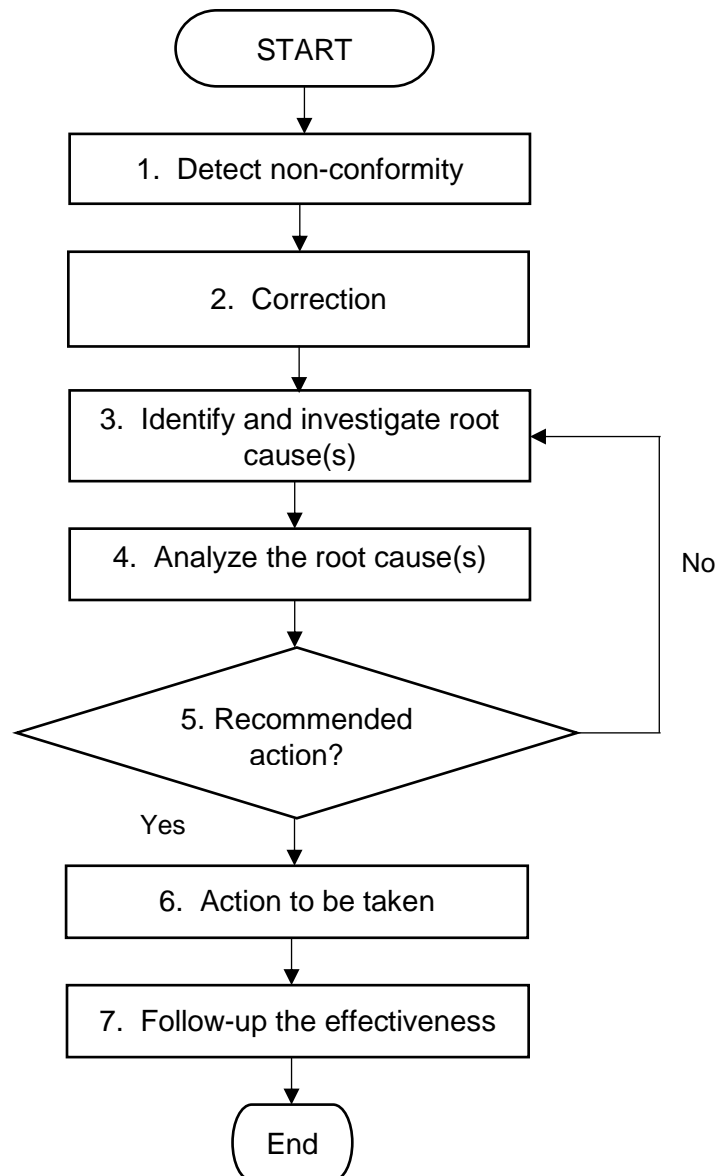 START
1. Detect non-conformity
2. Correction
3. Identify and investigate root
cause(s)
4. Analyze the root cause(s)
No
5. Recommended
action?
Yes
6. Action to be taken
7. Follow-up the effectiveness
End